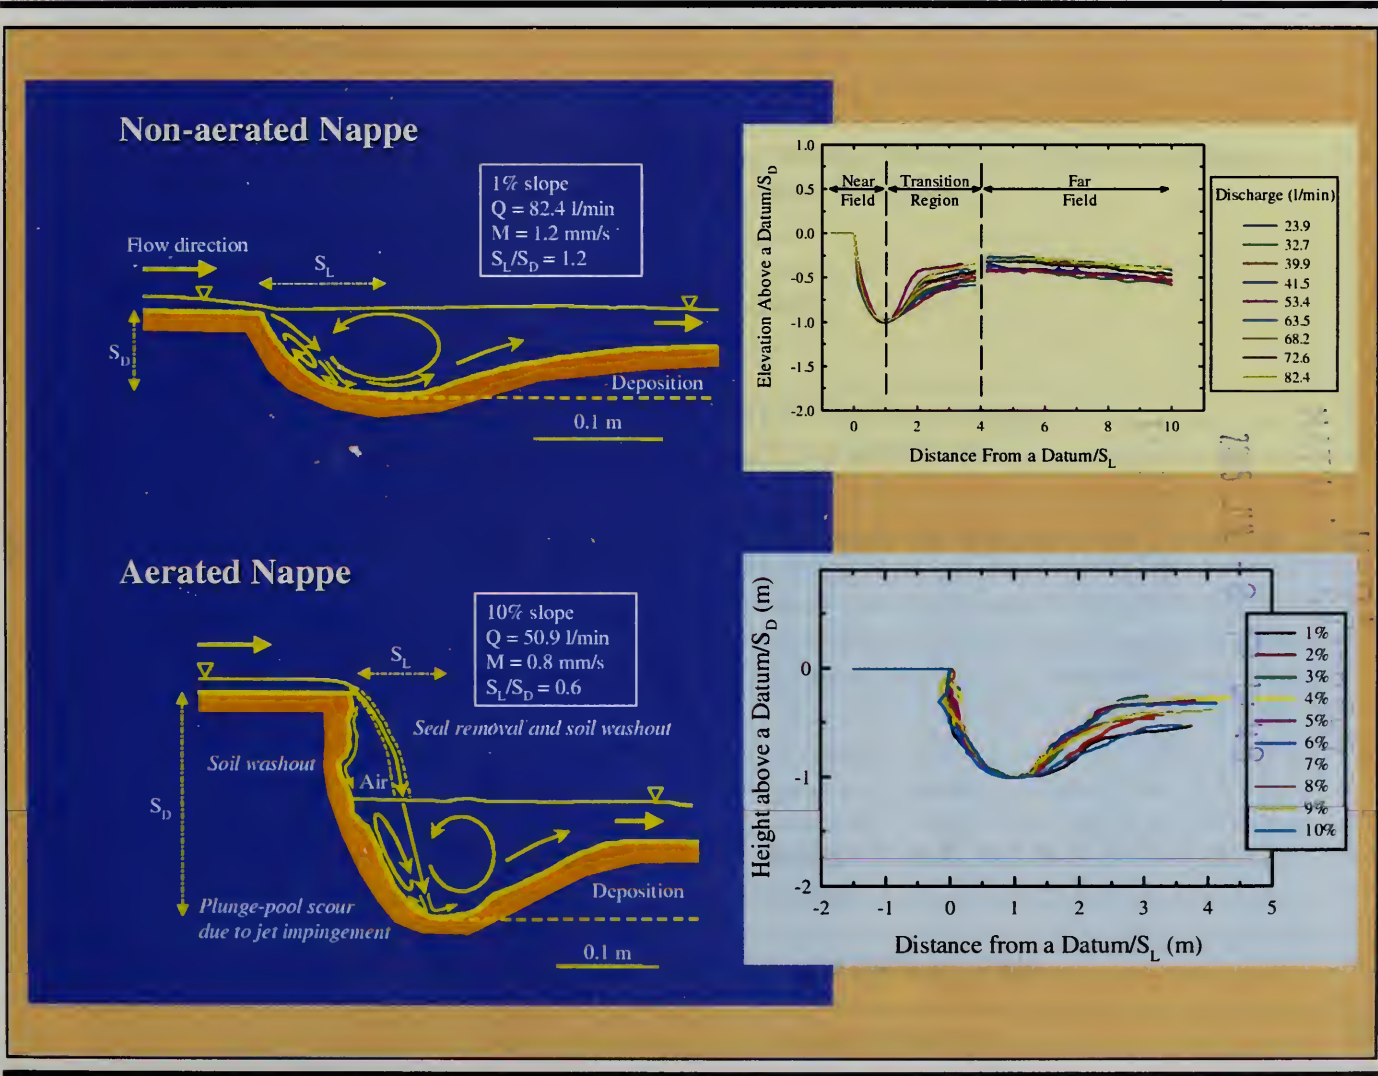 Non-aerated Nappe
1% slope
Q = 82.4 l/min
M = 1.2 mm/s
S_L/S_D = 1.2
Flow direction
S_L
S_D
Deposition
0.1 m
Elevation Above a Datum/S_D
1.0
0.5
0.0
-0.5
-1.0
-1.5
-2.0
Near Field
Transition Region
Far Field
0 2 4 6 8 10
Distance From a Datum/S_L
Discharge (l/min)
23.9
32.7
39.9
41.5
53.4
63.5
68.2
72.6
82.4
Aerated Nappe
10% slope
Q = 50.9 l/min
M = 0.8 mm/s
S_L/S_D = 0.6
S_L
Seal removal and soil washout
Soil washout
Air
S_D
Plunge-pool scour
due to jet impingement
Deposition
0.1 m
Height above a Datum/S_D (m)
0
-1
-2
-2 -1 0 1 2 3 4 5
Distance from a Datum/S_L (m)
1%
2%
3%
4%
5%
6%
7%
8%
9%
10%